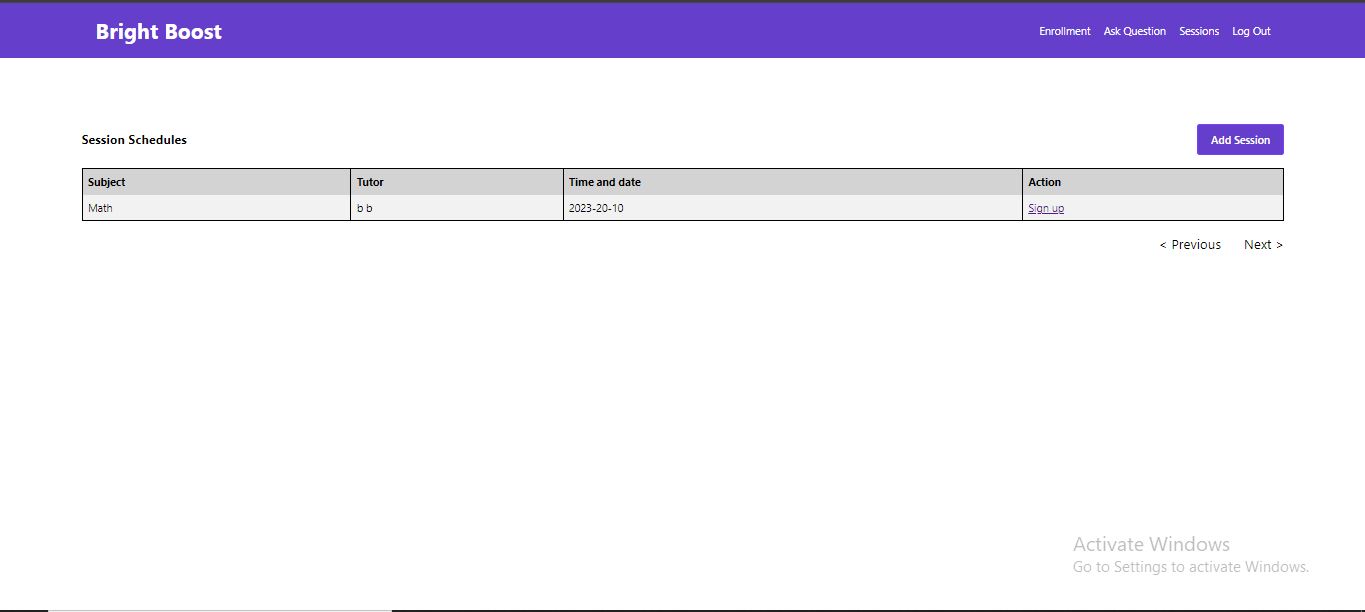 Bright Boost
Enrollment Ask Question Sessions Log Out
Session Schedules
Add Session
Subject Tutor Time and date Action
Math b b 2023-20-10 Sign up
< Previous Next >
Activate Windows
Go to Settings to activate Windows.